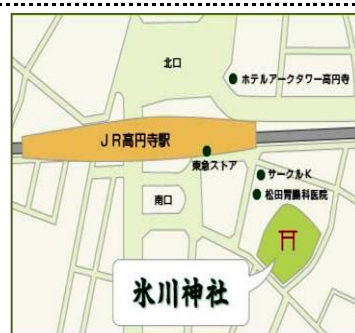 北口
ホテルアークタワー高円寺
JR高円寺駅
東急ストア
サークルK
南口
松田胃腸科医院
氷川神社